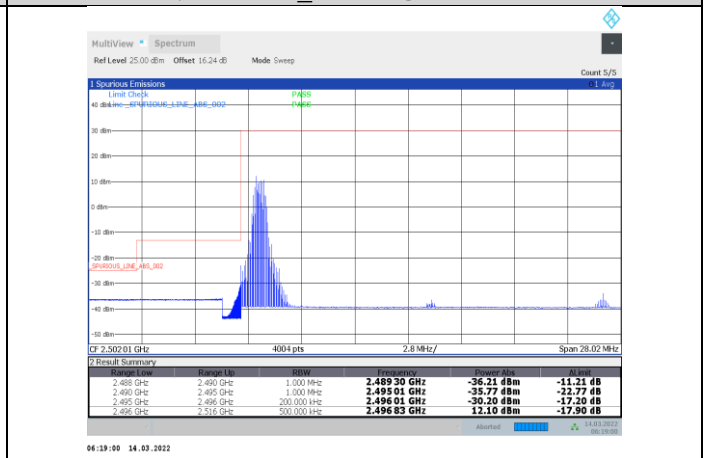 MultiView Spectrum
Ref Level 25.00 dBm Offset 16.24 dB Mode Sweep
Count 5/5
1 Spurious Emissions 1 Avg
Limit Check PASS
40 dBm Line _SPURIOUS_LINE_ABS_002 PASS
30 dBm
20 dBm
10 dBm
0 dBm
-10 dBm
-20 dBm
_SPURIOUS_LINE_ABS_002
-30 dBm
-40 dBm
-50 dBm
CF 2.50201 GHz 4004 pts 2.8 MHz/ Span 28.02 MHz
2 Result Summary
Range Low Range Up RBW Frequency Power Abs ΔLimit
2.488 GHz 2.490 GHz 1.000 MHz 2.48930 GHz -36.21 dBm -11.21 dB
2.490 GHz 2.495 GHz 1.000 MHz 2.49501 GHz -35.77 dBm -22.77 dB
2.495 GHz 2.496 GHz 200.000 kHz 2.49601 GHz -30.20 dBm -17.20 dB
2.496 GHz 2.516 GHz 500.000 kHz 2.49683 GHz 12.10 dBm -17.90 dB
Aborted 14.03.2022
06:19:00
06:19:00 14.03.2022